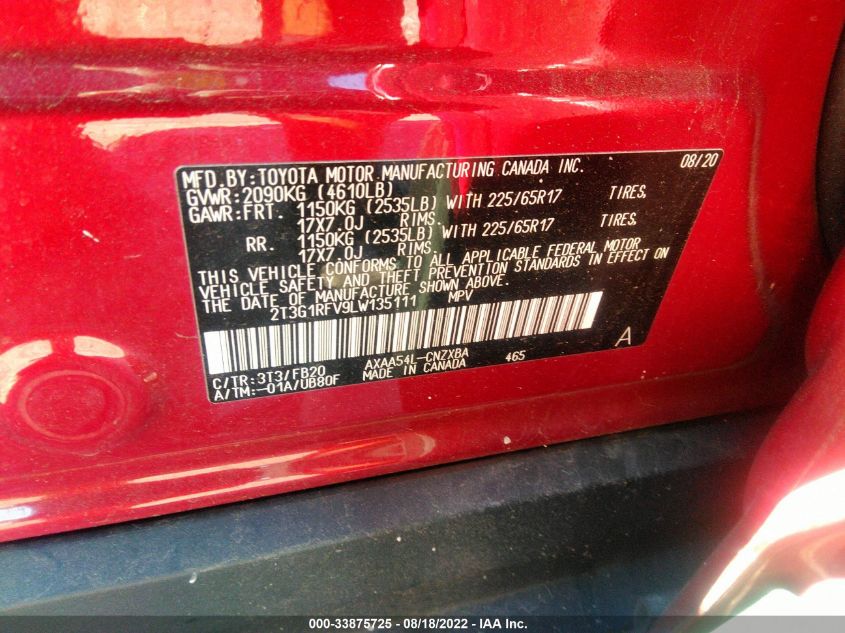 MFD. BY: TOYOTA MOTOR MANUFACTURING CANADA INC. 08/20
GVWR: 2090KG (4610LB)
GAWR: FRT. 1150KG (2535LB) WITH 225/65R17 TIRES,
17X7.0J RIMS.
RR. 1150KG (2535LB) WITH 225/65R17 TIRES,
17X7.0J RIMS.
THIS VEHICLE CONFORMS TO ALL APPLICABLE FEDERAL MOTOR
VEHICLE SAFETY AND THEFT PREVENTION STANDARDS IN EFFECT ON
THE DATE OF MANUFACTURE SHOWN ABOVE.
2T3G1RFV9LW135111 MPV
C/TR: 3T3/FB20 AXAA54L-CNZXBA 465 A
A/TM: -01A/UB80F MADE IN CANADA
000-33875725 - 08/18/2022 - IAA Inc.